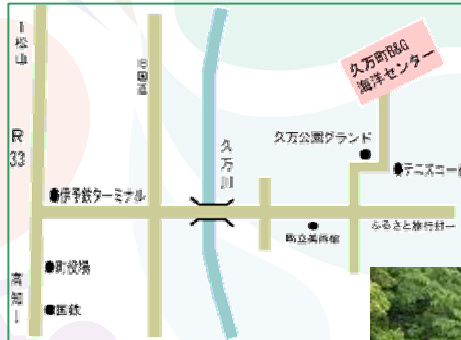 松山
R
33
高知
旧国道
久万川
久万町B&G
海洋センター
久万公園グランド
テニスコー
伊予鉄ターミナル
町立美術館
ふるさと旅行村
町役場
国鉄